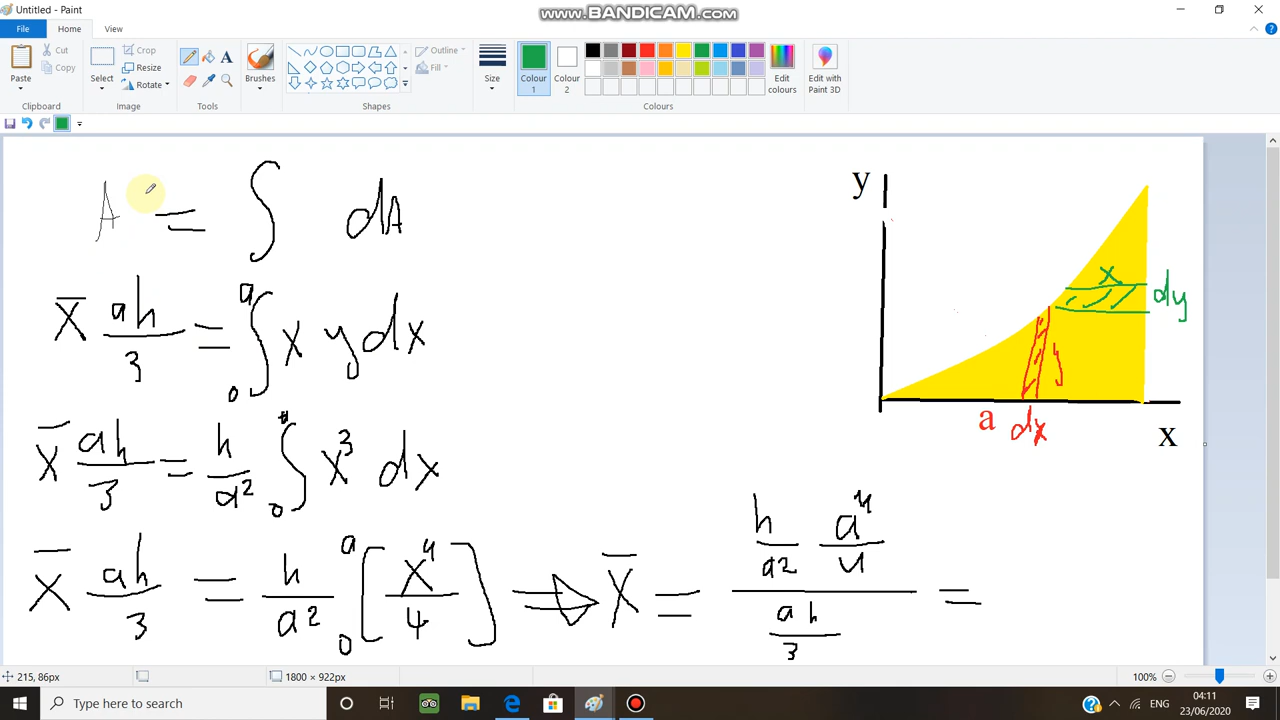 Untitled - Paint
www.BANDICAM.com
File Home View
Paste
Cut
Copy
Clipboard
Select
Crop
Resize
Rotate
Image
A
Tools
Brushes
Shapes
Outline
Fill
Size
Colour 1
Colour 2
Colours
Edit colours
Edit with Paint 3D
A = ∫ dA
x̄ ah/3 = ∫₀ᵃ x y dx
x̄ ah/3 = h/a² ∫₀ᵃ x³ dx
x̄ ah/3 = h/a² ₀ᵃ[x⁴/4] ⇒ x̄ = (h/a² a⁴/4)/(ah/3) =
y
x
dy
y
a
dx
x
215, 86px
1800 × 922px
100%
Type here to search
ENG
04:11
23/06/2020